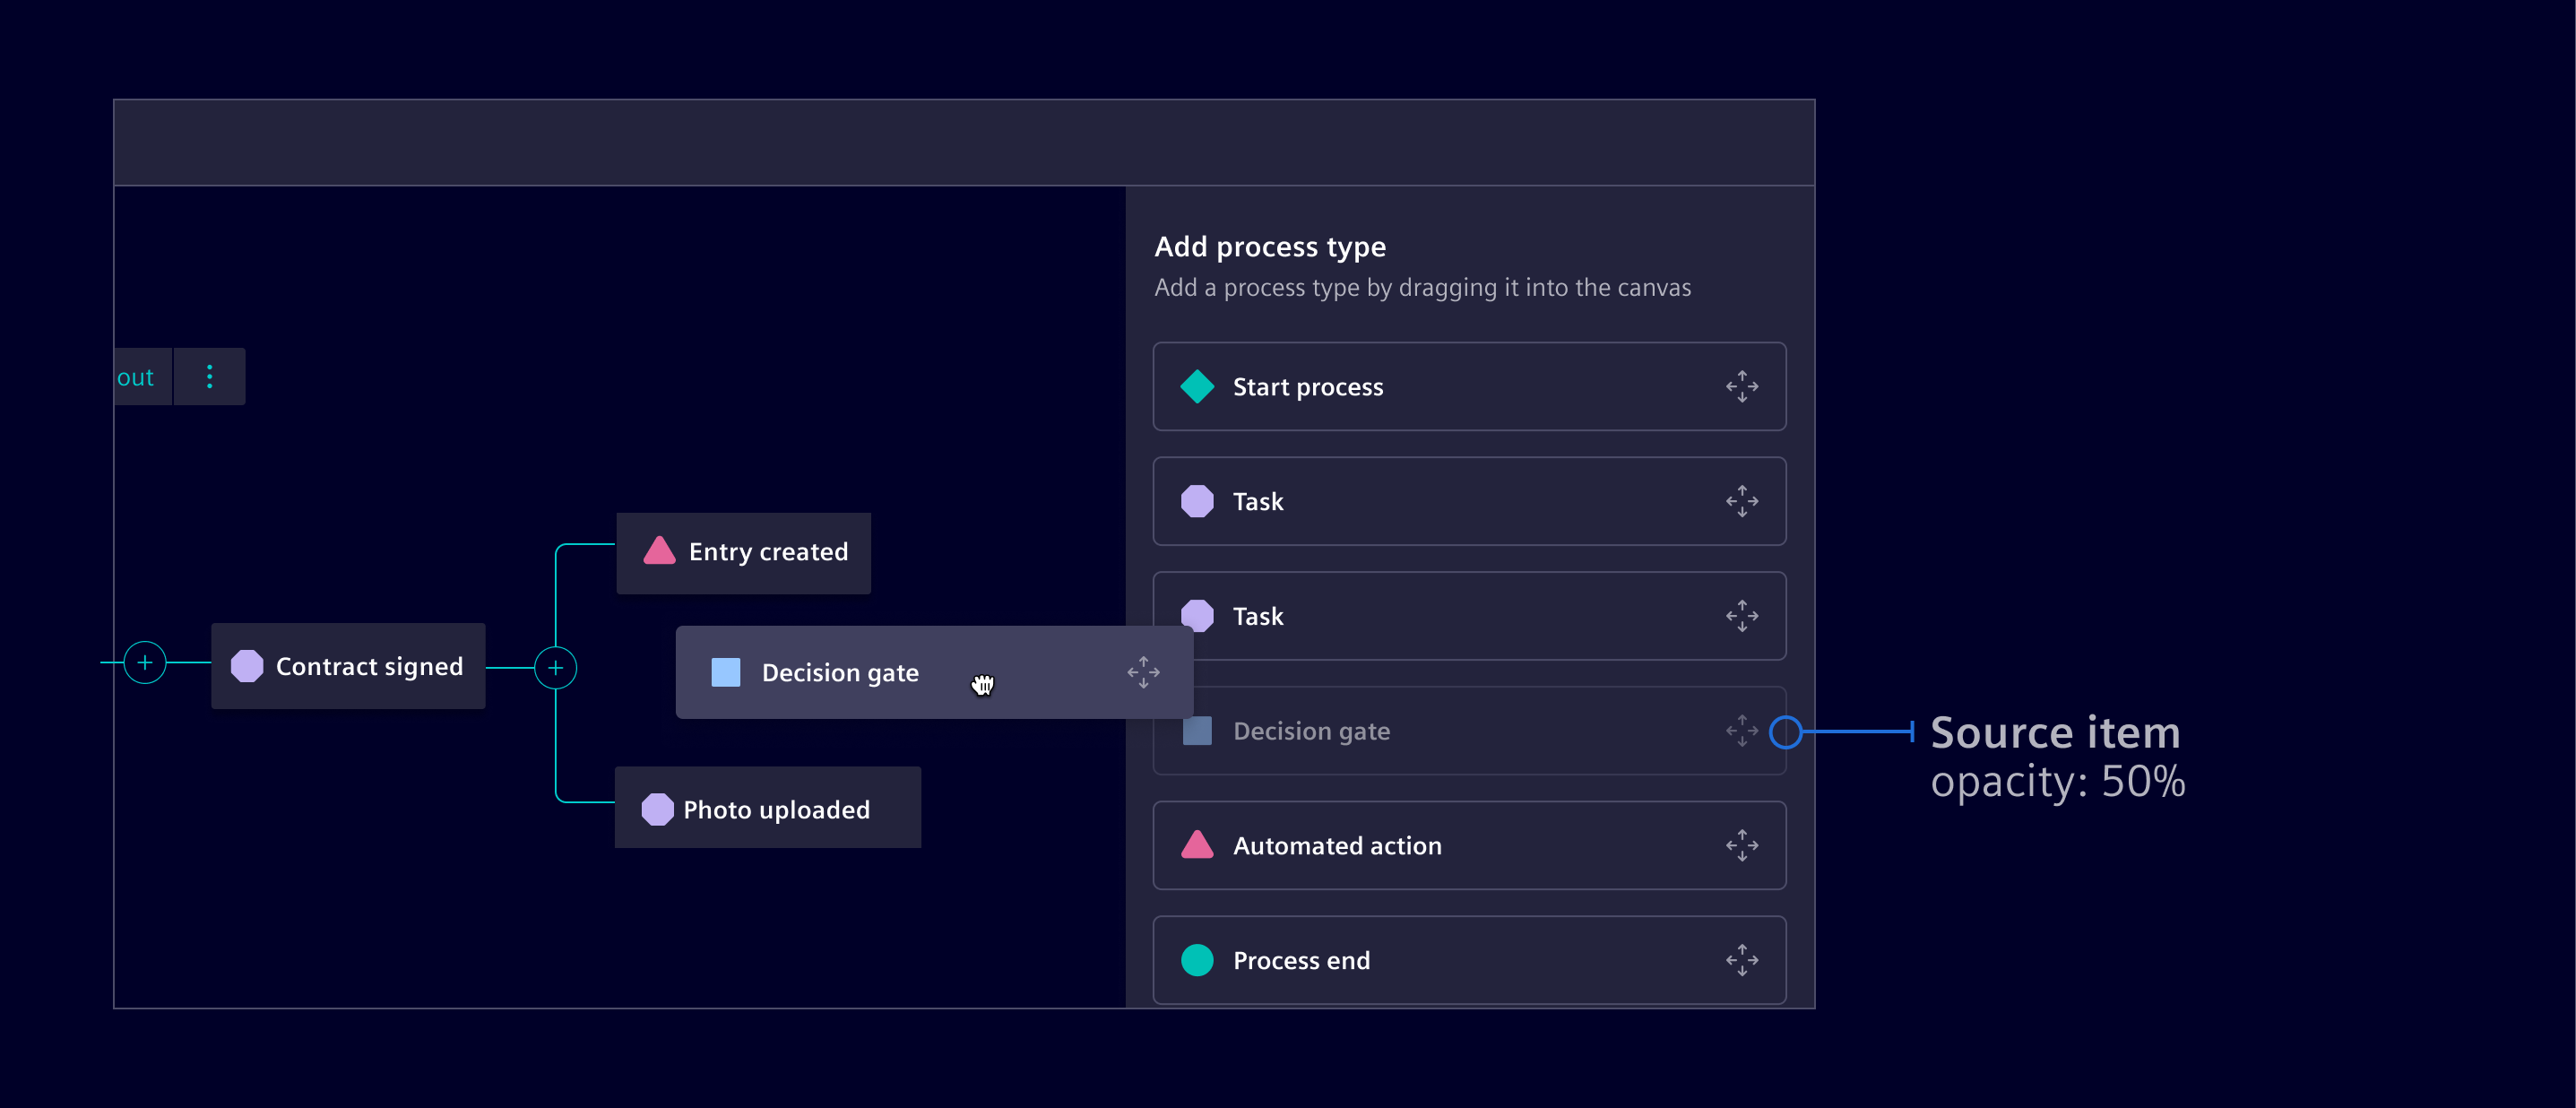 Add process type
Add a process type by dragging it into the canvas
out
Start process
Task
Entry created
Task
Contract signed
Decision gate
Decision gate
Source item
opacity: 50%
Photo uploaded
Automated action
Process end